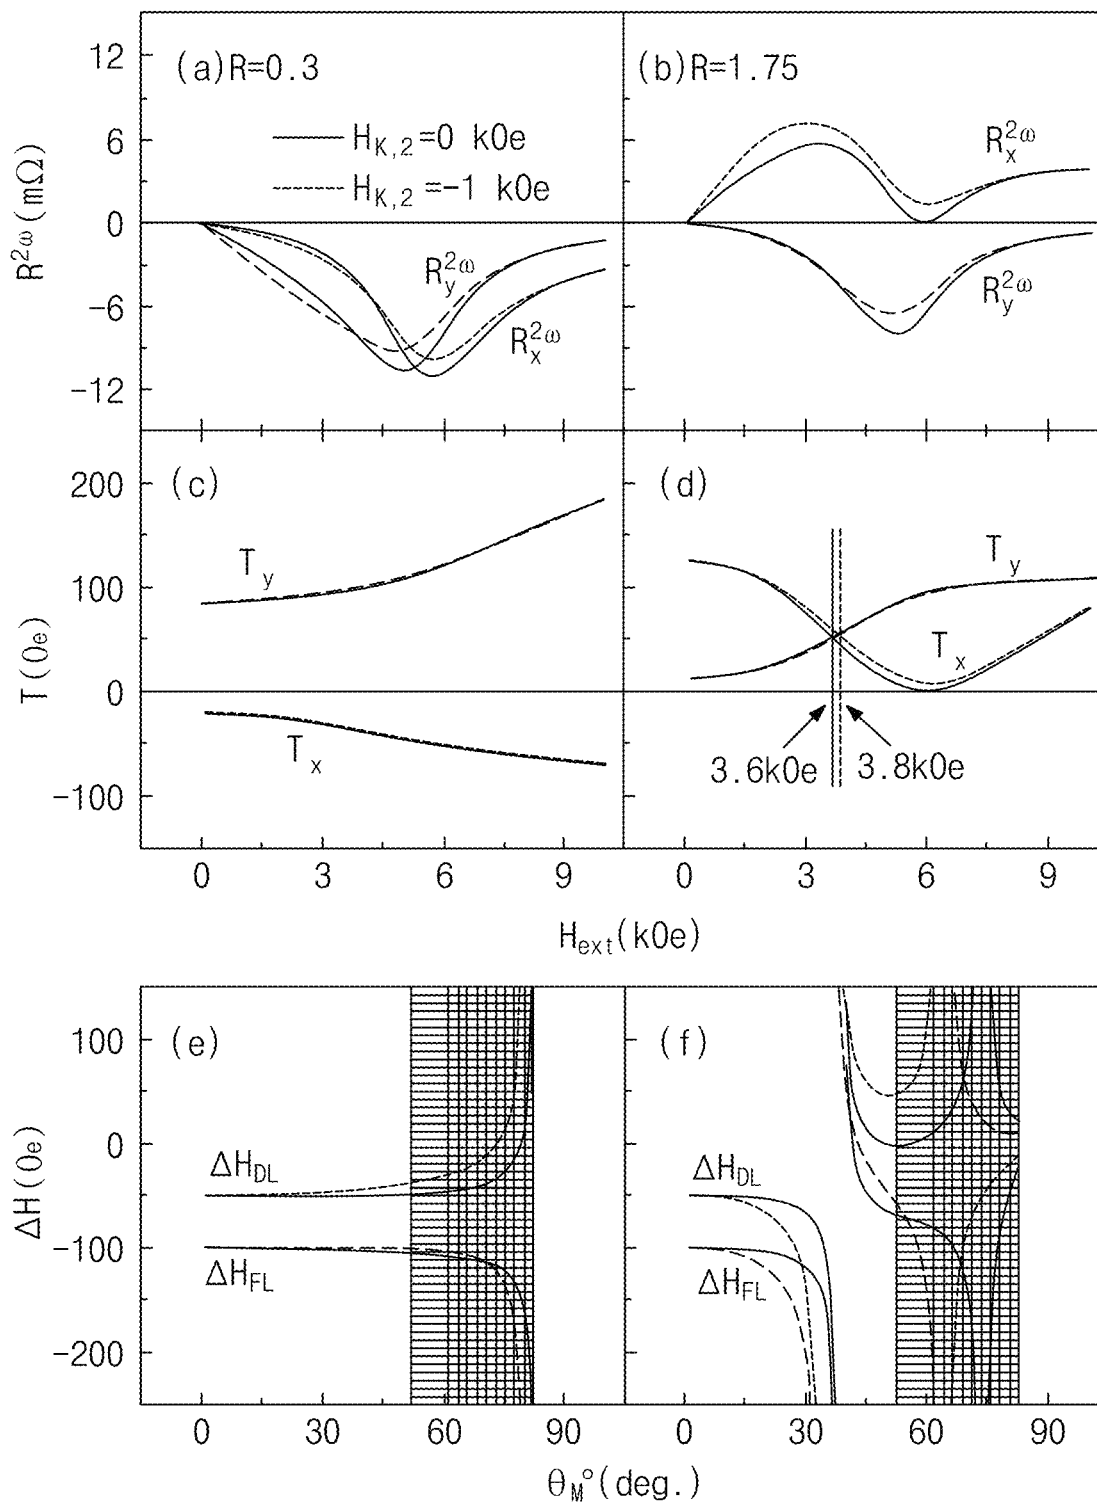 (a)R=0.3
(b)R=1.75
12
6
0
-6
-12
R^2ω(mΩ)
H_K,2=0 kOe
H_K,2=-1 kOe
R_y^2ω
R_x^2ω
R_x^2ω
R_y^2ω
(c)
(d)
200
100
0
-100
T(Oe)
T_y
T_x
T_y
T_x
3.6kOe
3.8kOe
0 3 6 9 0 3 6 9
H_ext(kOe)
(e)
(f)
100
0
-100
-200
ΔH(Oe)
ΔH_DL
ΔH_FL
ΔH_DL
ΔH_FL
0 30 60 90 0 30 60 90
θ_M°(deg.)